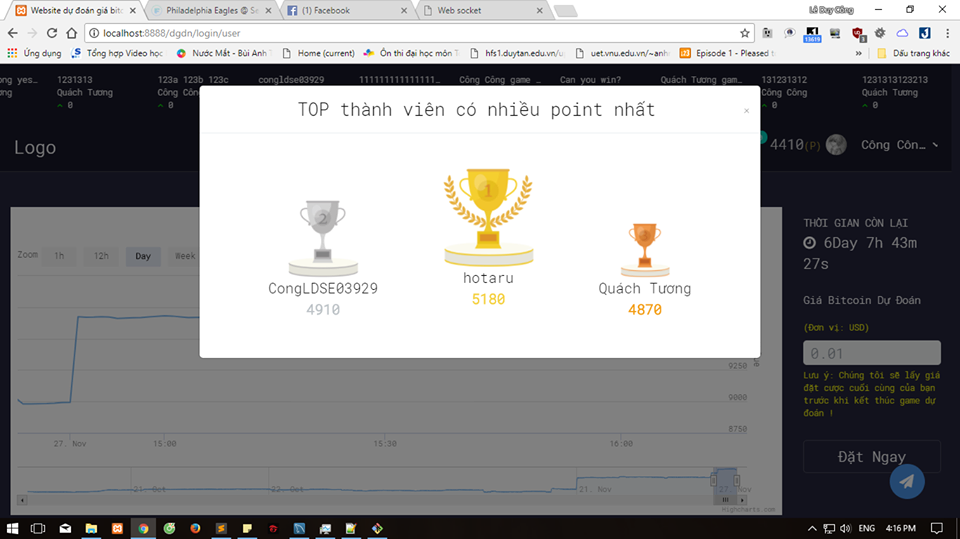 Website dự đoán giá bitc
Philadelphia Eagles @ Se
(1) Facebook
Web socket
Lê Duy Công
localhost:8888/dgdn/login/user
Ứng dụng
Tổng hợp Video học
Nước Mắt - Bùi Anh T
Home (current)
Ôn thi đại học môn T
hfs1.duytan.edu.vn/up
uet.vnu.edu.vn/~anhs
Episode 1 - Pleased t
»
Dấu trang khác
ong yes…
1231313
123a 123b 123c
congldse03929
Công Công game …
Can you win?
Quách Tương gam…
131231312
1231313123213
ương
Quách Tương
Công Côn
Công Công
Quách Tương
0
0
0
0
TOP thành viên có nhiều point nhất
×
Logo
4410(P)
Công Côn…
1
2
3
hotaru
5180
CongLDSE03929
4910
Quách Tương
4870
Zoom
1h
12h
Day
Week
THỜI GIAN CÒN LẠI
6Day 7h 43m
27s
Giá Bitcoin Dự Đoán
(Đơn vị: USD)
0.01
Lưu ý: Chúng tôi sẽ lấy giá
đặt cược cuối cùng của bạn
trước khi kết thúc game dự
đoán !
Đặt Ngay
9250
9000
8750
27. Nov
15:00
15:30
16:00
21. Nov
27. Nov
Highcharts.com
ENG
4:16 PM